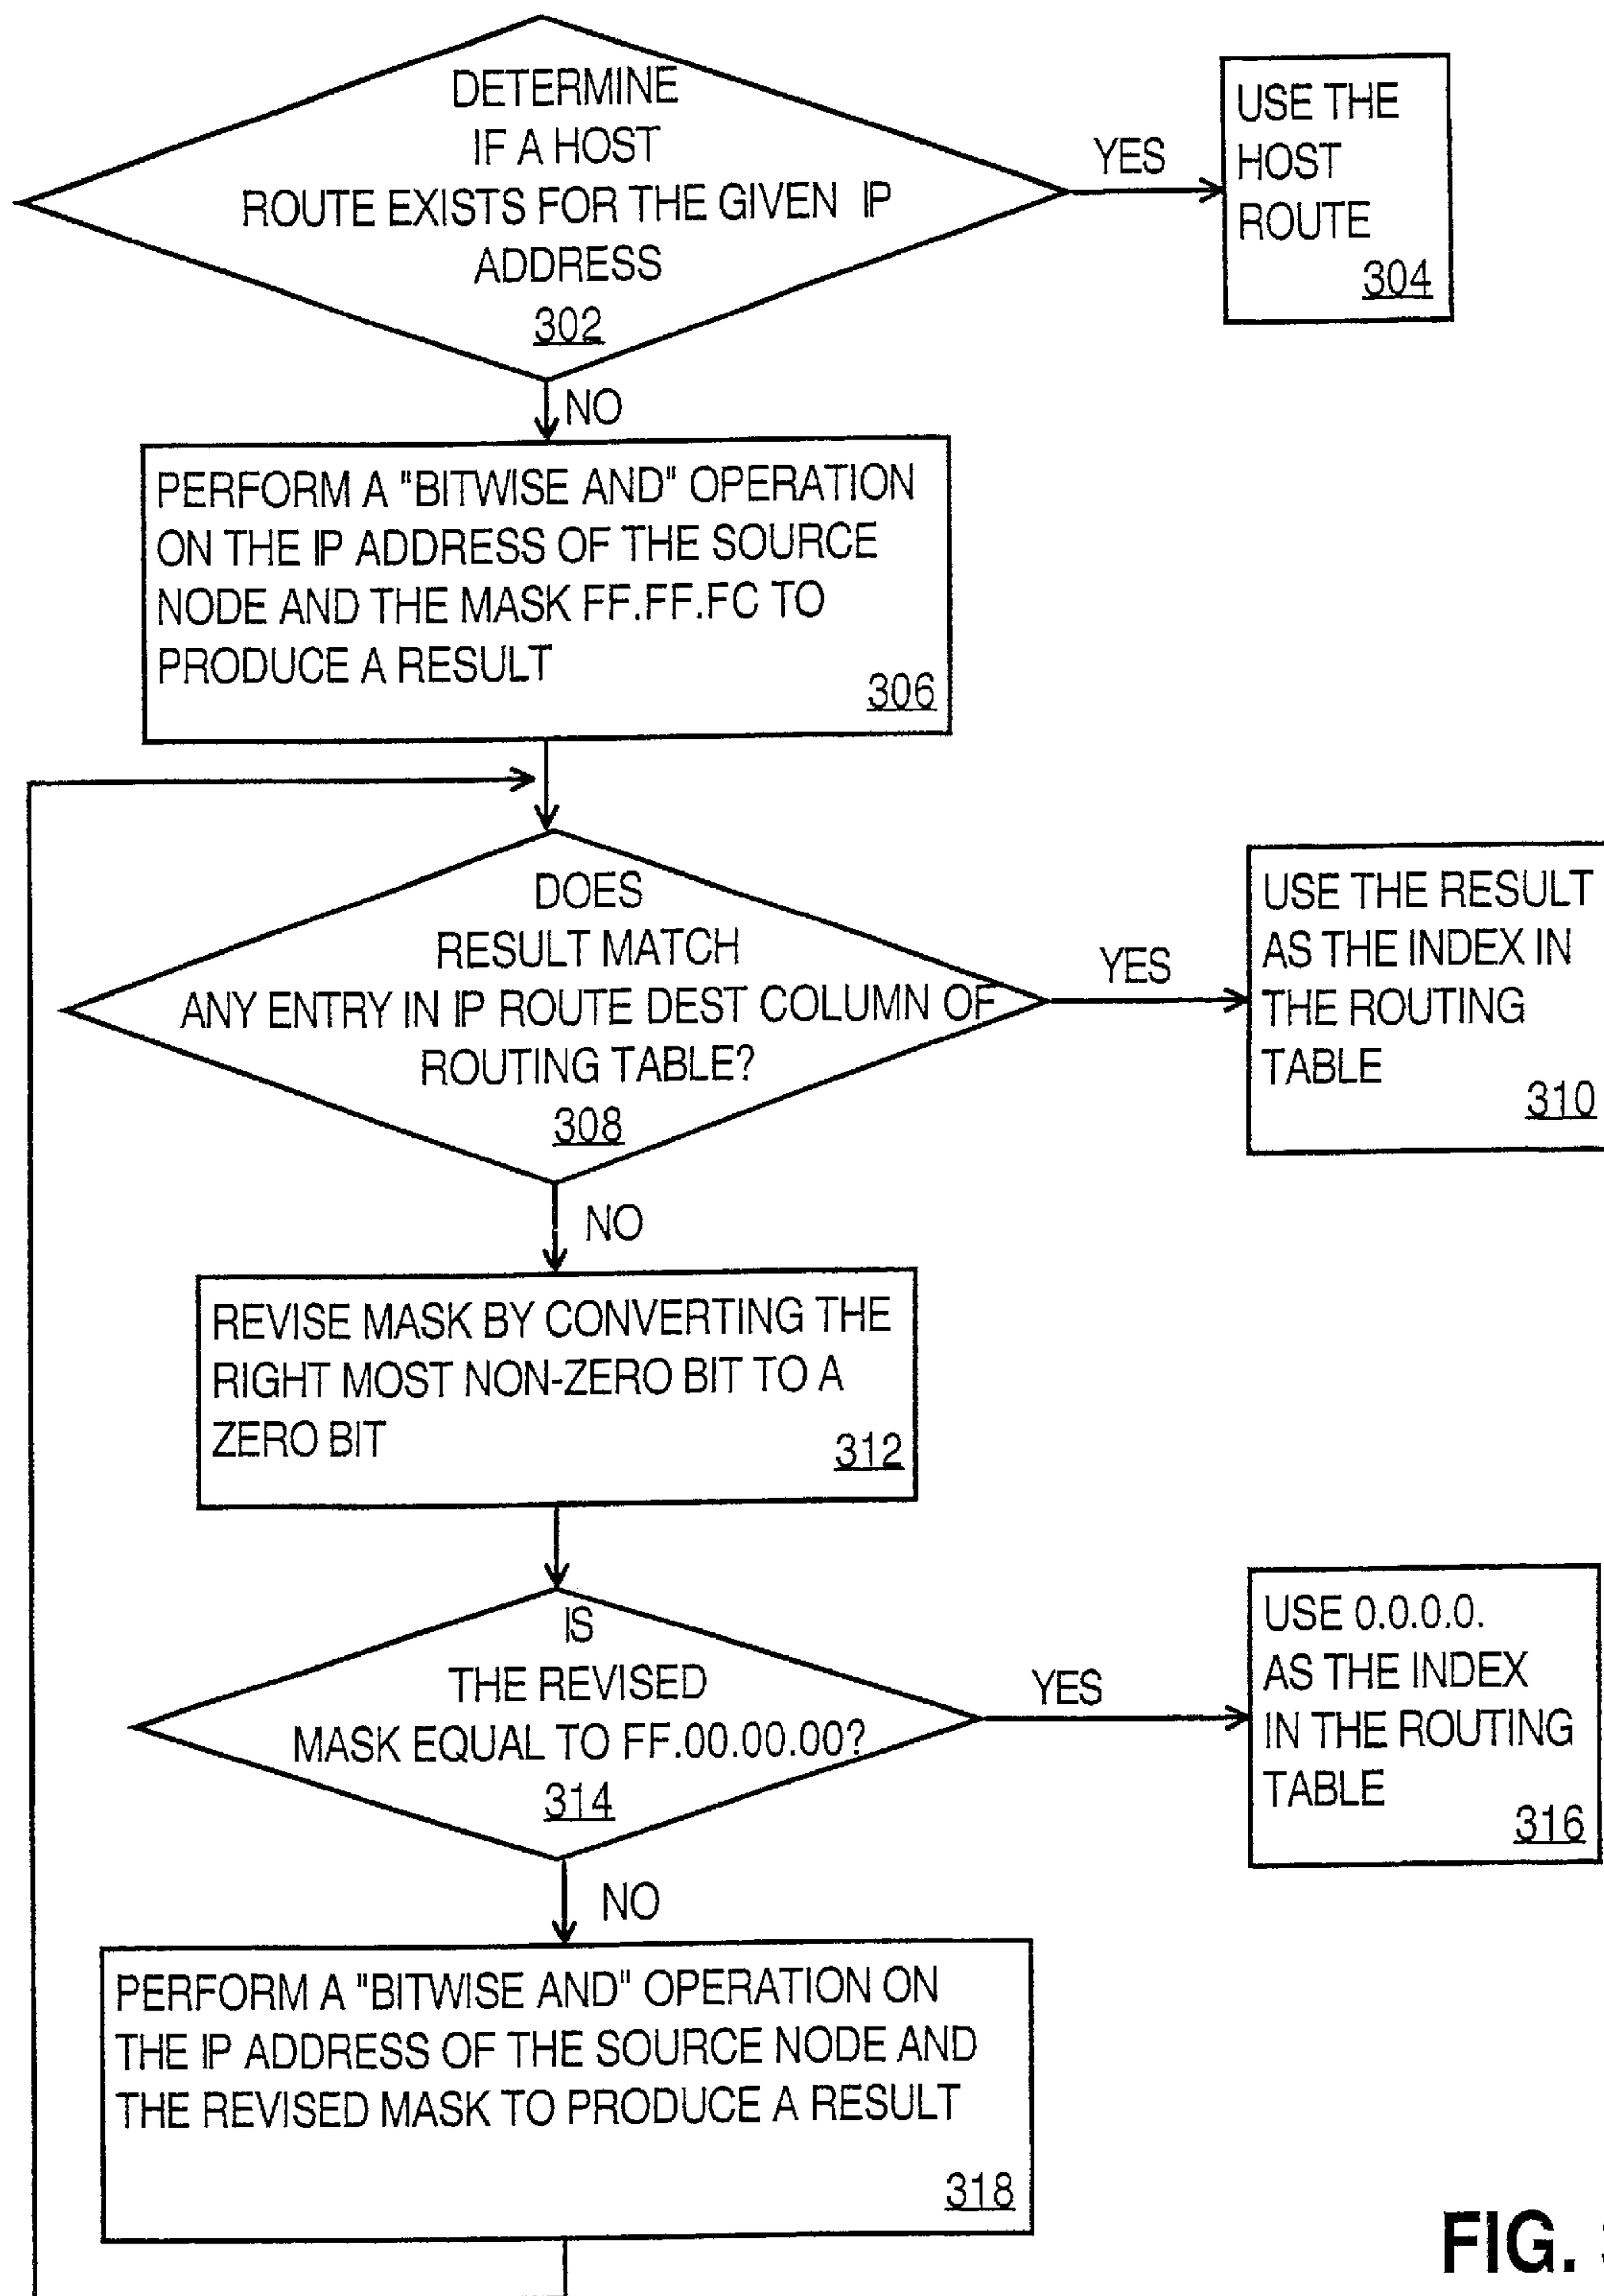 DETERMINE
IF A HOST
ROUTE EXISTS FOR THE GIVEN IP
ADDRESS
302
YES
USE THE
HOST
ROUTE
304
NO
PERFORM A "BITWISE AND" OPERATION
ON THE IP ADDRESS OF THE SOURCE
NODE AND THE MASK FF.FF.FC TO
PRODUCE A RESULT
306
DOES
RESULT MATCH
ANY ENTRY IN IP ROUTE DEST COLUMN OF
ROUTING TABLE?
308
YES
USE THE RESULT
AS THE INDEX IN
THE ROUTING
TABLE
310
NO
REVISE MASK BY CONVERTING THE
RIGHT MOST NON-ZERO BIT TO A
ZERO BIT
312
IS
THE REVISED
MASK EQUAL TO FF.00.00.00?
314
YES
USE 0.0.0.0.
AS THE INDEX
IN THE ROUTING
TABLE
316
NO
PERFORM A "BITWISE AND" OPERATION ON
THE IP ADDRESS OF THE SOURCE NODE AND
THE REVISED MASK TO PRODUCE A RESULT
318
FIG.